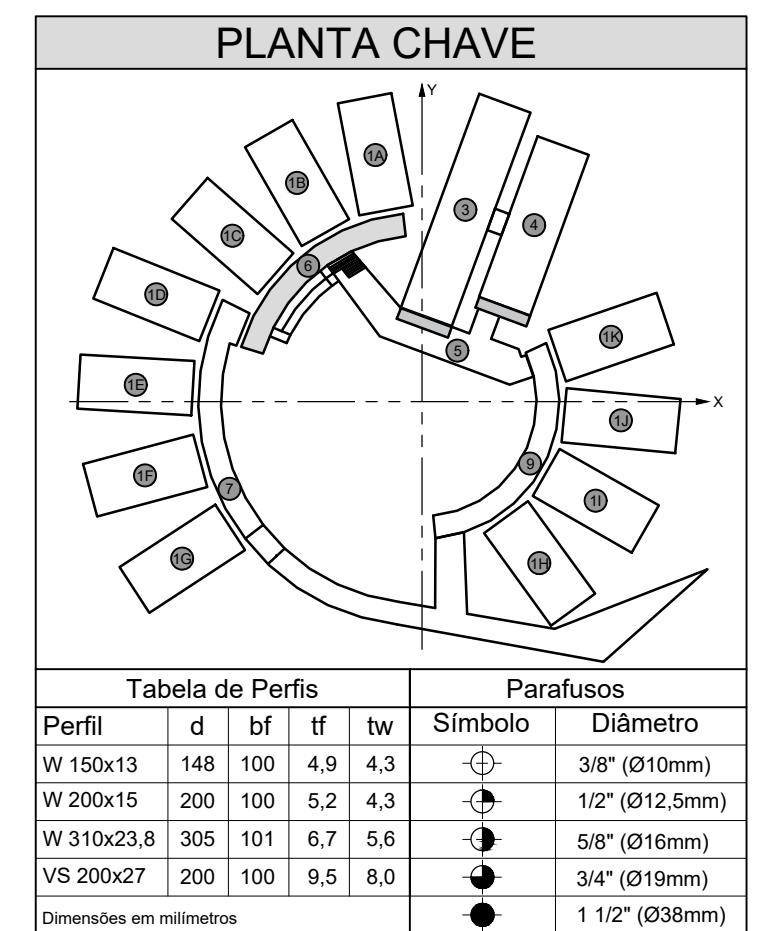 PLANTA CHAVE
Y
1A
1B
3
1C
4
6
1D
1K
5
1E
X
1J
9
1F
7
1I
1G
1H
Tabela de Perfis Parafusos
Perfil d bf tf tw Símbolo Diâmetro
W 150x13 148 100 4,9 4,3 3/8" (Ø10mm)
W 200x15 200 100 5,2 4,3 1/2" (Ø12,5mm)
W 310x23,8 305 101 6,7 5,6 5/8" (Ø16mm)
VS 200x27 200 100 9,5 8,0 3/4" (Ø19mm)
Dimensões em milímetros 1 1/2" (Ø38mm)